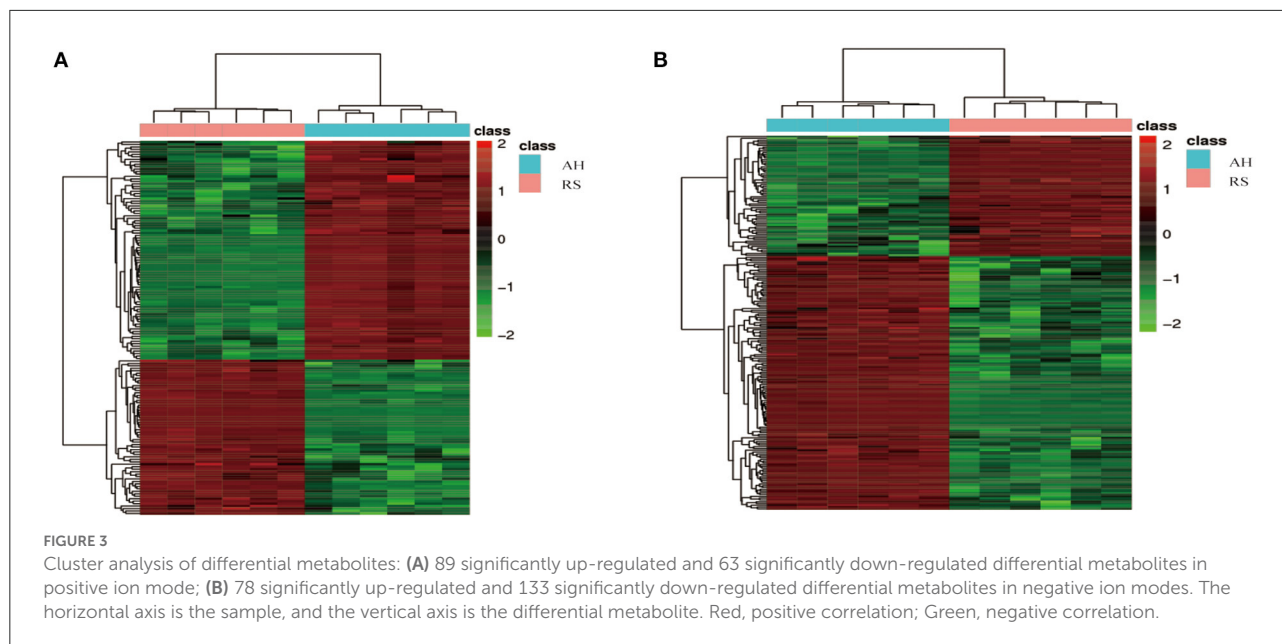 A
B
class
2
1
0
−1
−2
class
AH
RS
class
2
1
0
−1
−2
class
AH
RS
FIGURE 3
Cluster analysis of differential metabolites: (A) 89 significantly up-regulated and 63 significantly down-regulated differential metabolites in
positive ion mode; (B) 78 significantly up-regulated and 133 significantly down-regulated differential metabolites in negative ion modes. The
horizontal axis is the sample, and the vertical axis is the differential metabolite. Red, positive correlation; Green, negative correlation.